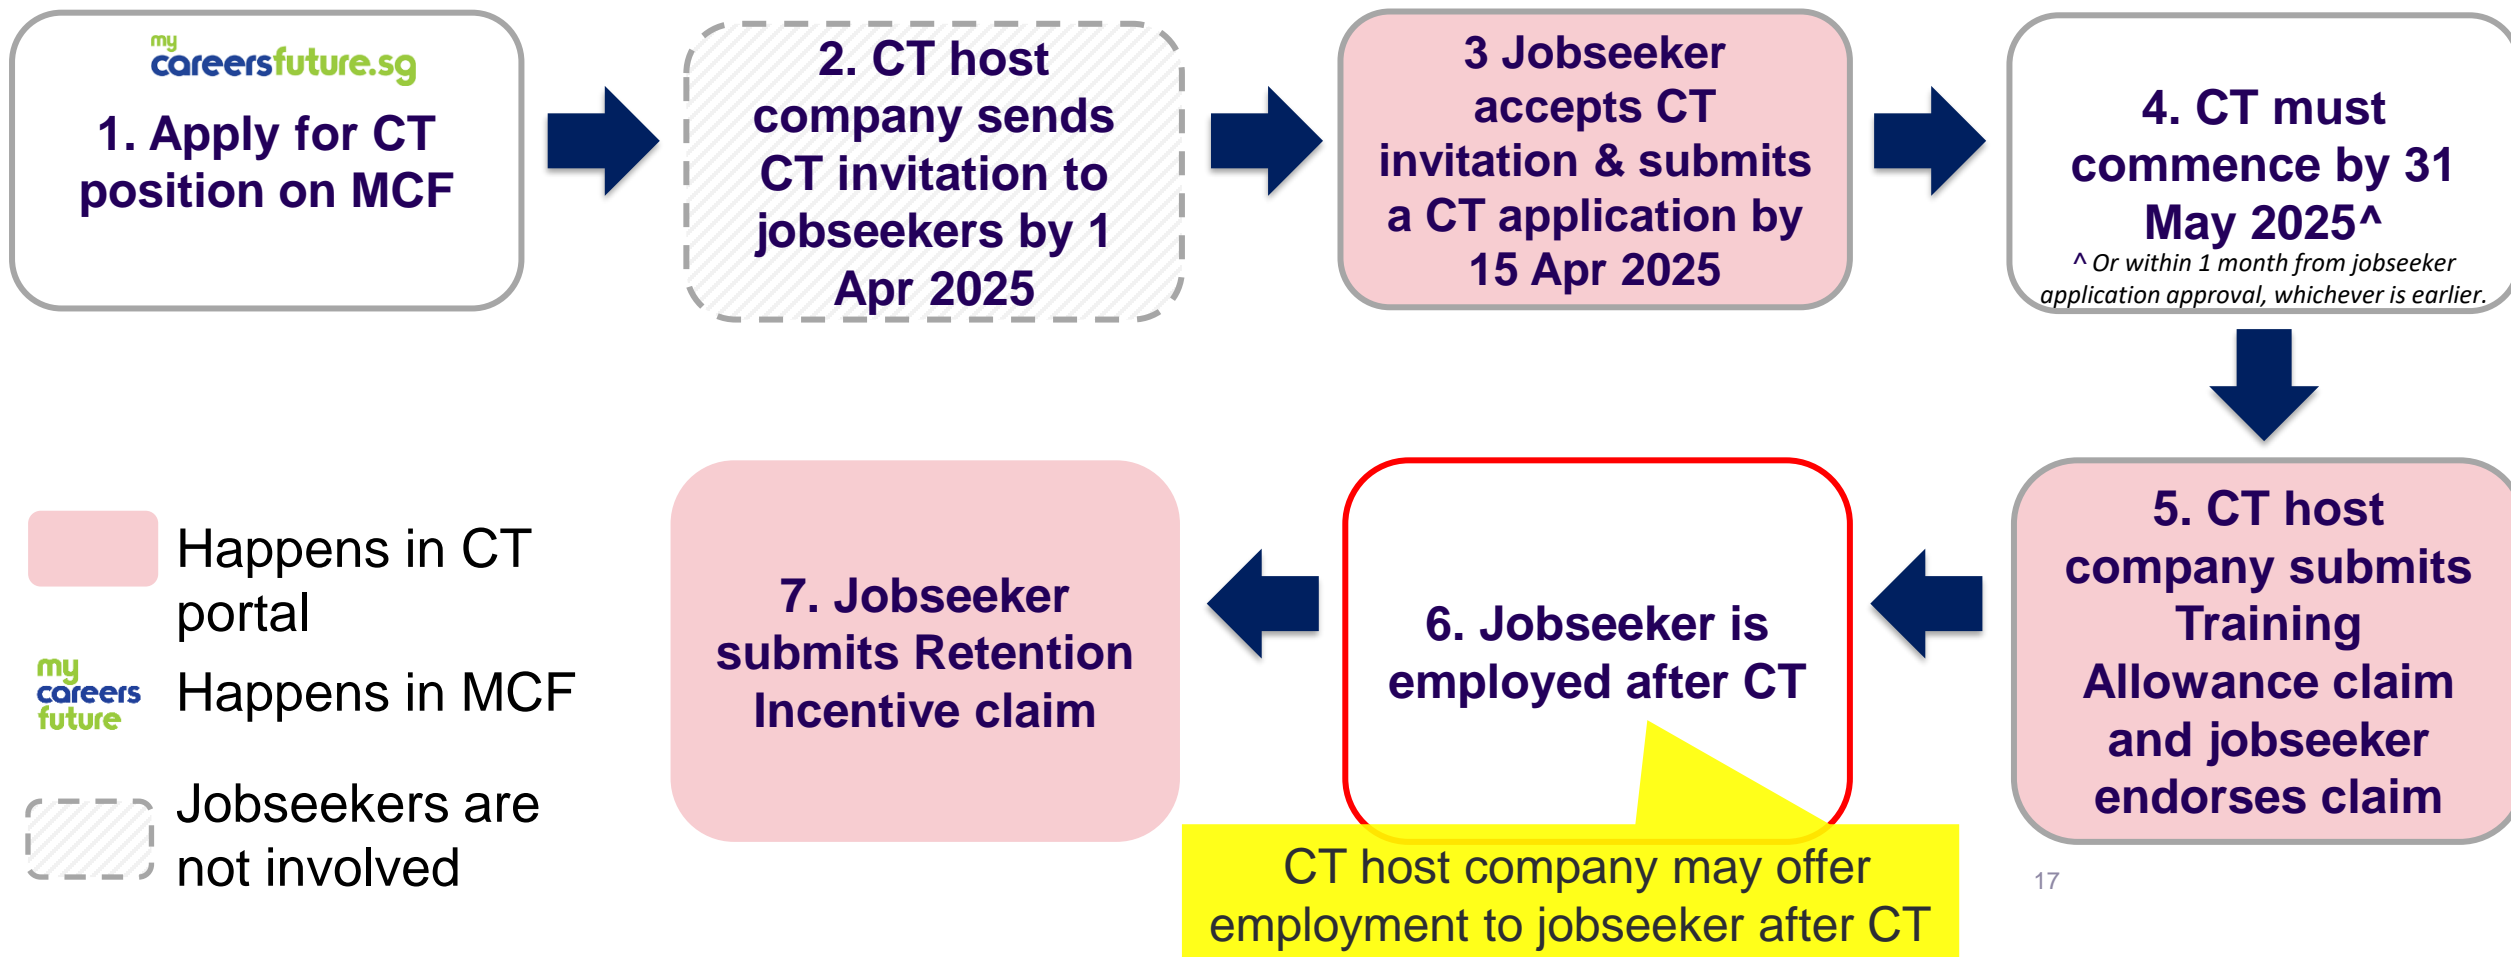 my
careersfuture.sg
1. Apply for CT
position on MCF
2. CT host
company sends
CT invitation to
jobseekers by 1
Apr 2025
3 Jobseeker
accepts CT
invitation & submits
a CT application by
15 Apr 2025
4. CT must
commence by 31
May 2025^
^ Or within 1 month from jobseeker
application approval, whichever is earlier.
5. CT host
company submits
Training
Allowance claim
and jobseeker
endorses claim
6. Jobseeker is
employed after CT
CT host company may offer
employment to jobseeker after CT
7. Jobseeker
submits Retention
Incentive claim
Happens in CT
portal
my
careers
future
Happens in MCF
Jobseekers are
not involved
17